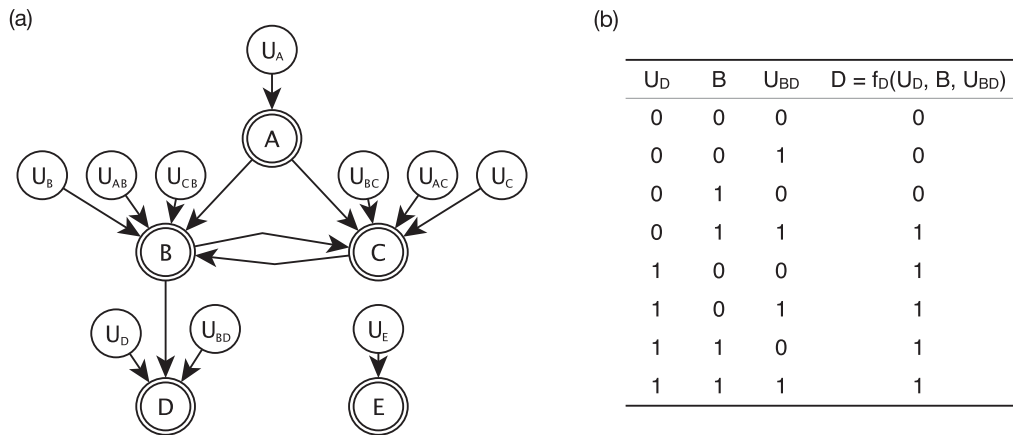 (a)
U_A
A
U_B U_AB U_CB U_BC U_AC U_C
B C
U_D U_BD U_E
D E
(b)
U_D B U_BD D = f_D(U_D, B, U_BD)
0 0 0 0
0 0 1 0
0 1 0 0
0 1 1 1
1 0 0 1
1 0 1 1
1 1 0 1
1 1 1 1